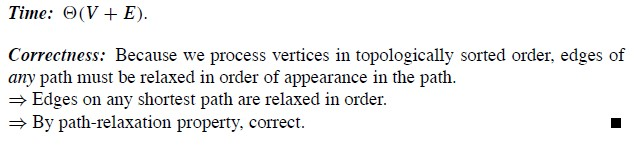 Time: Θ(V + E).
Correctness: Because we process vertices in topologically sorted order, edges of
any path must be relaxed in order of appearance in the path.
⇒ Edges on any shortest path are relaxed in order.
⇒ By path-relaxation property, correct. ■